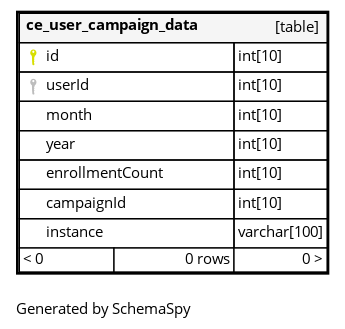 ce_user_campaign_data [table]
id int[10]
userId int[10]
month int[10]
year int[10]
enrollmentCount int[10]
campaignId int[10]
instance varchar[100]
< 0 0 rows 0 >
Generated by SchemaSpy